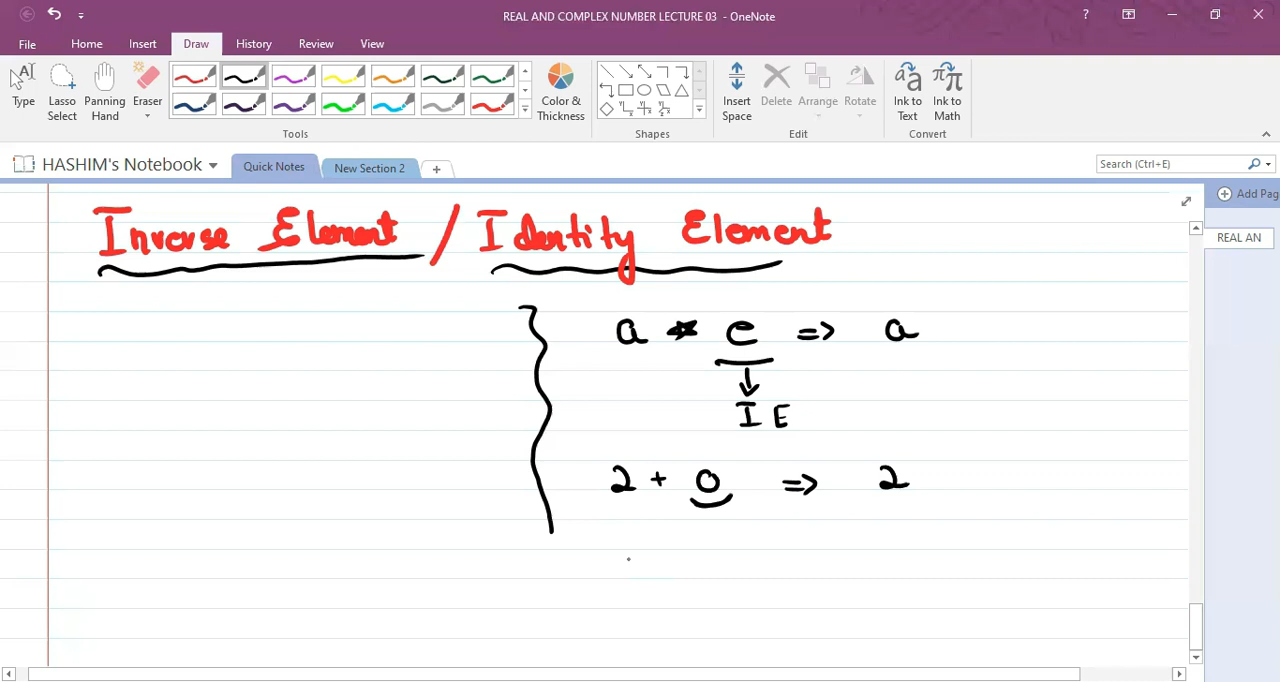 REAL AND COMPLEX NUMBER LECTURE 03 - OneNote
File Home Insert Draw History Review View
Type Lasso Select Panning Hand Eraser Color & Thickness Insert Space Delete Arrange Rotate Ink to Text Ink to Math
Tools Shapes Edit Convert
HASHIM's Notebook Quick Notes New Section 2 Search (Ctrl+E)
Add Pag
REAL AN
Inverse Element / Identity Element
a * e => a
I E
2 + 0 => 2